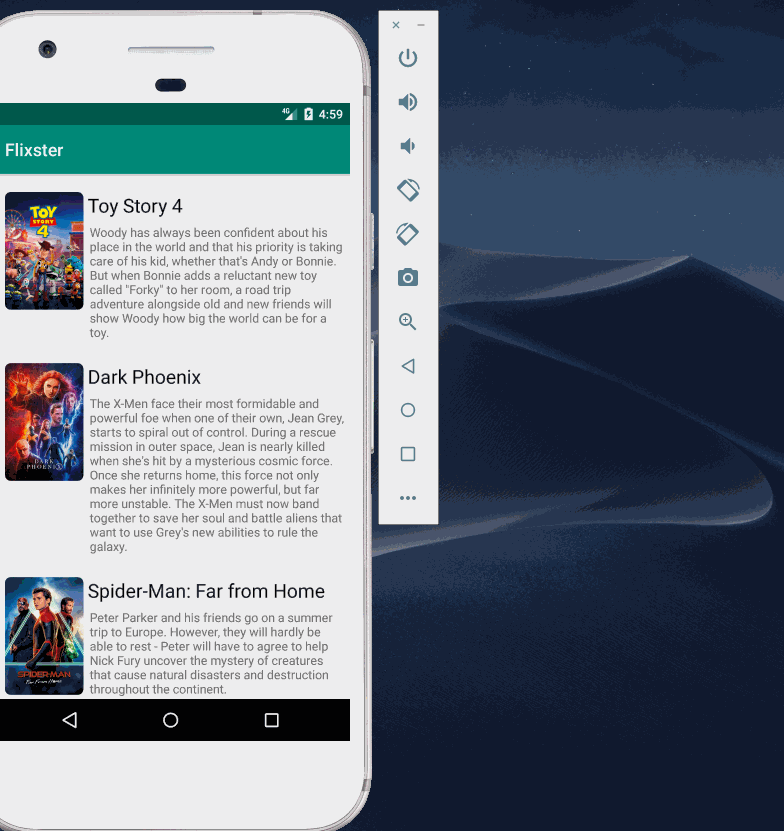 4G 4:59
Flixster
TOY
STORY
4
Toy Story 4
Woody has always been confident about his
place in the world and that his priority is taking
care of his kid, whether that's Andy or Bonnie.
But when Bonnie adds a reluctant new toy
called "Forky" to her room, a road trip
adventure alongside old and new friends will
show Woody how big the world can be for a
toy.
DARK
PHOENIX
Dark Phoenix
The X-Men face their most formidable and
powerful foe when one of their own, Jean Grey,
starts to spiral out of control. During a rescue
mission in outer space, Jean is nearly killed
when she's hit by a mysterious cosmic force.
Once she returns home, this force not only
makes her infinitely more powerful, but far
more unstable. The X-Men must now band
together to save her soul and battle aliens that
want to use Grey's new abilities to rule the
galaxy.
SPIDER-MAN
Far From Home
Spider-Man: Far from Home
Peter Parker and his friends go on a summer
trip to Europe. However, they will hardly be
able to rest - Peter will have to agree to help
Nick Fury uncover the mystery of creatures
that cause natural disasters and destruction
throughout the continent.